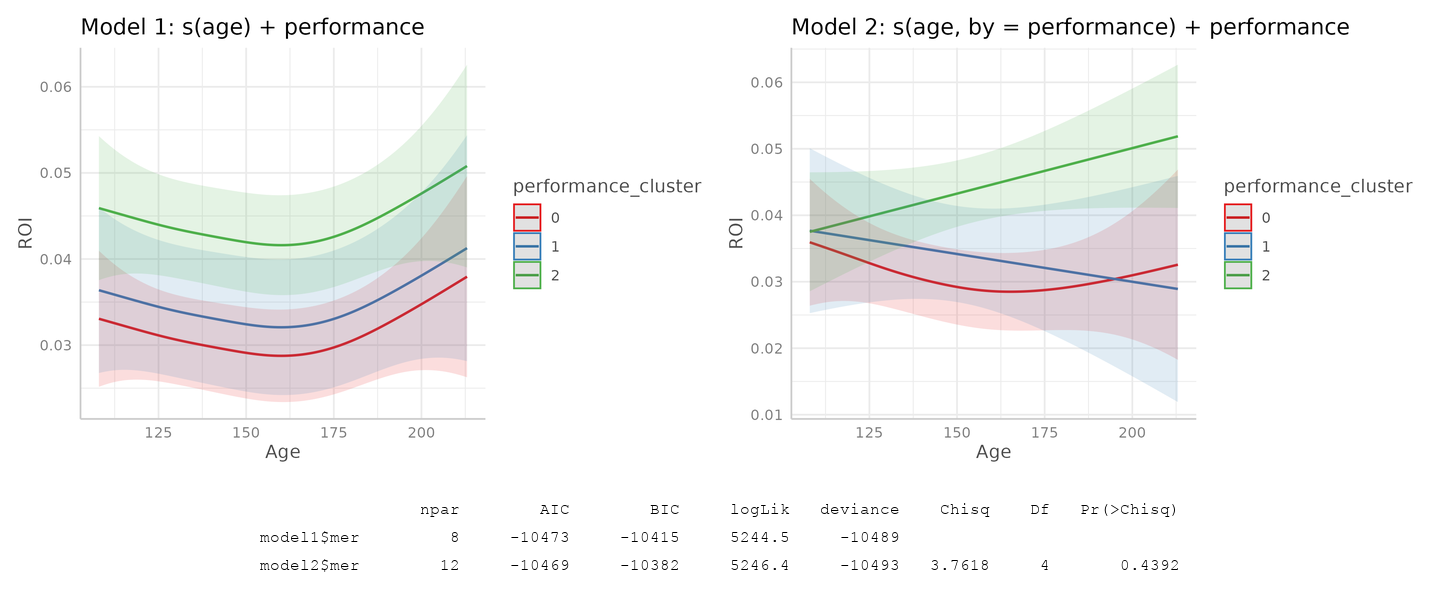 Model 1: s(age) + performance
0.06
0.05
0.04
0.03
ROI
125 150 175 200
Age
performance_cluster
0
1
2
Model 2: s(age, by = performance) + performance
0.06
0.05
0.04
0.03
0.02
0.01
ROI
125 150 175 200
Age
performance_cluster
0
1
2
npar AIC BIC logLik deviance Chisq Df Pr(>Chisq)
model1$mer 8 -10473 -10415 5244.5 -10489
model2$mer 12 -10469 -10382 5246.4 -10493 3.7618 4 0.4392